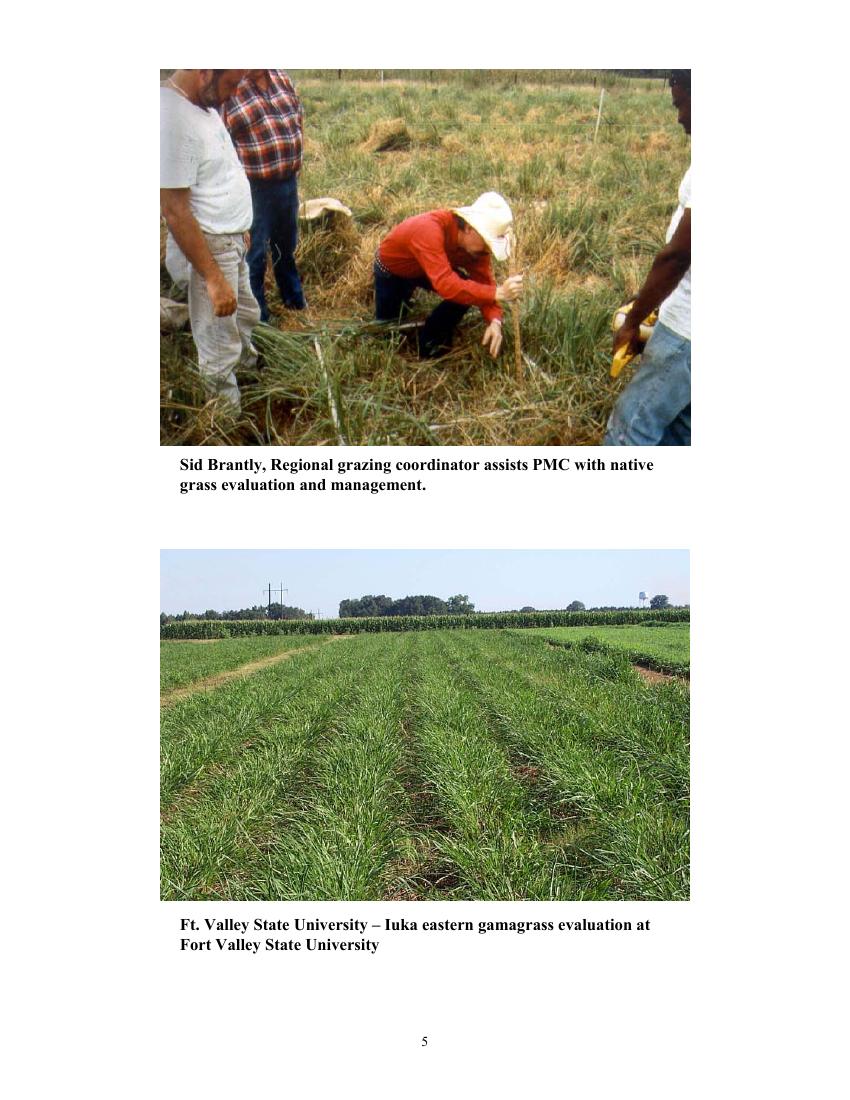 Sid Brantly, Regional grazing coordinator assists PMC with native
grass evaluation and management.
Ft. Valley State University – Iuka eastern gamagrass evaluation at
Fort Valley State University
5